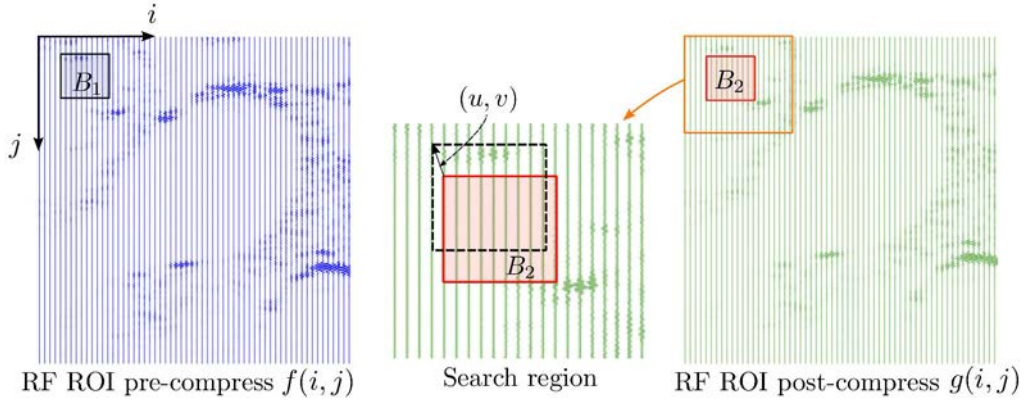 i
j
B₁
RF ROI pre-compress f(i, j)
(u, v)
B₂
Search region
B₂
RF ROI post-compress g(i, j)